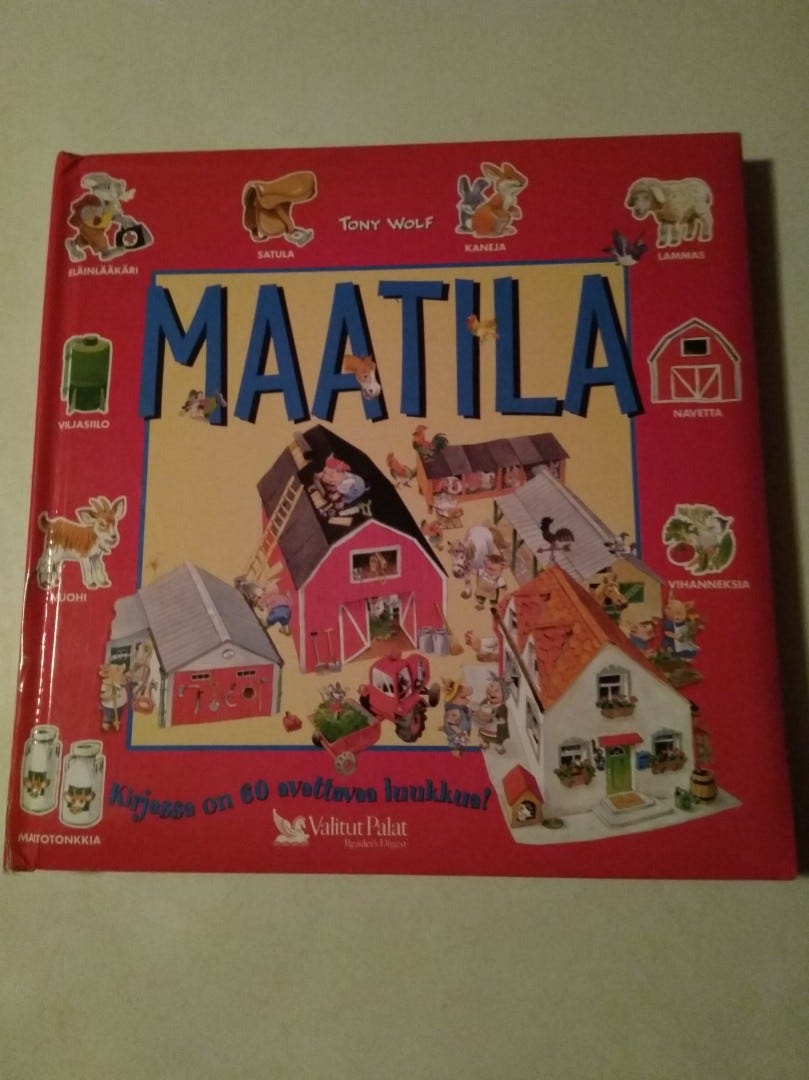 TONY WOLF
ELÄINLÄÄKÄRI
SATULA
KANEJA
LAMMAS
MAATILA
VILJASIILO
NAVETTA
VUOHI
VIHANNEKSIA
MAITOTONKKIA
Kirjassa on 60 avattavaa luukkua!
Valitut Palat
Reader's Digest